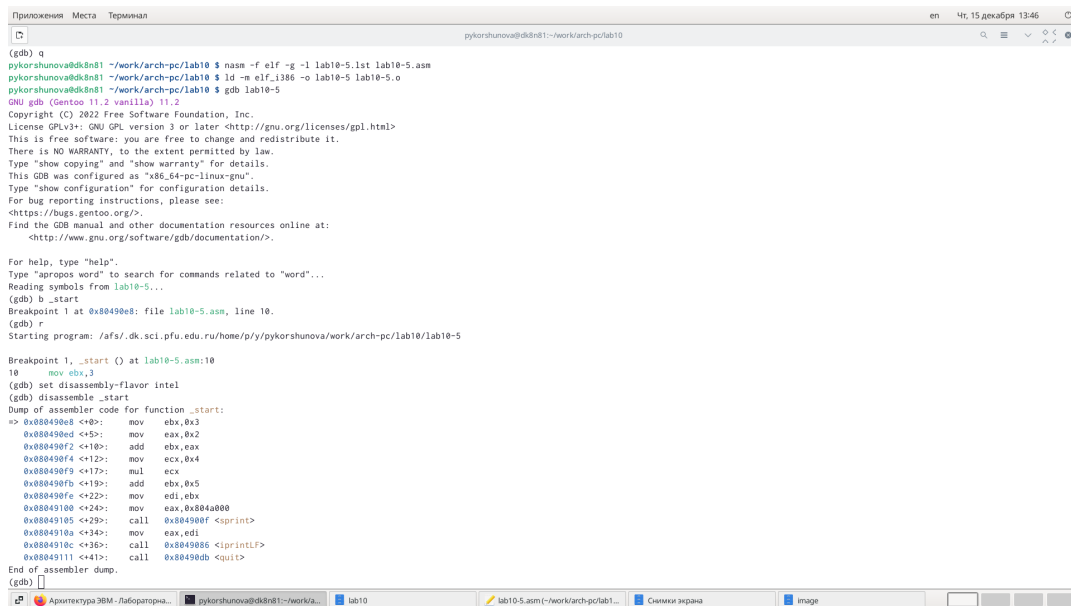 Приложения Места Терминал en Чт, 15 декабря 13:46
pykorshunova@dk8n81:~/work/arch-pc/lab10
(gdb) q
pykorshunova@dk8n81 ~/work/arch-pc/lab10 $ nasm -f elf -g -l lab10-5.lst lab10-5.asm
pykorshunova@dk8n81 ~/work/arch-pc/lab10 $ ld -m elf_i386 -o lab10-5 lab10-5.o
pykorshunova@dk8n81 ~/work/arch-pc/lab10 $ gdb lab10-5
GNU gdb (Gentoo 11.2 vanilla) 11.2
Copyright (C) 2022 Free Software Foundation, Inc.
License GPLv3+: GNU GPL version 3 or later <http://gnu.org/licenses/gpl.html>
This is free software: you are free to change and redistribute it.
There is NO WARRANTY, to the extent permitted by law.
Type "show copying" and "show warranty" for details.
This GDB was configured as "x86_64-pc-linux-gnu".
Type "show configuration" for configuration details.
For bug reporting instructions, please see:
<https://bugs.gentoo.org/>.
Find the GDB manual and other documentation resources online at:
    <http://www.gnu.org/software/gdb/documentation/>.
For help, type "help".
Type "apropos word" to search for commands related to "word"...
Reading symbols from lab10-5...
(gdb) b _start
Breakpoint 1 at 0x80490e8: file lab10-5.asm, line 10.
(gdb) r
Starting program: /afs/.dk.sci.pfu.edu.ru/home/p/y/pykorshunova/work/arch-pc/lab10/lab10-5
Breakpoint 1, _start () at lab10-5.asm:10
10      mov ebx,3
(gdb) set disassembly-flavor intel
(gdb) disassemble _start
Dump of assembler code for function _start:
=> 0x080490e8 <+0>:     mov    ebx,0x3
   0x080490ed <+5>:     mov    eax,0x2
   0x080490f2 <+10>:    add    ebx,eax
   0x080490f4 <+12>:    mov    ecx,0x4
   0x080490f9 <+17>:    mul    ecx
   0x080490fb <+19>:    add    ebx,0x5
   0x080490fe <+22>:    mov    edi,ebx
   0x08049100 <+24>:    mov    eax,0x804a000
   0x08049105 <+29>:    call   0x804900f <sprint>
   0x0804910a <+34>:    mov    eax,edi
   0x0804910c <+36>:    call   0x8049086 <iprintLF>
   0x08049111 <+41>:    call   0x80490db <quit>
End of assembler dump.
(gdb)
Архитектура ЭВМ - Лабораторна... pykorshunova@dk8n81:~/work/a... lab10 lab10-5.asm (~/work/arch-pc/lab1... Снимки экрана image